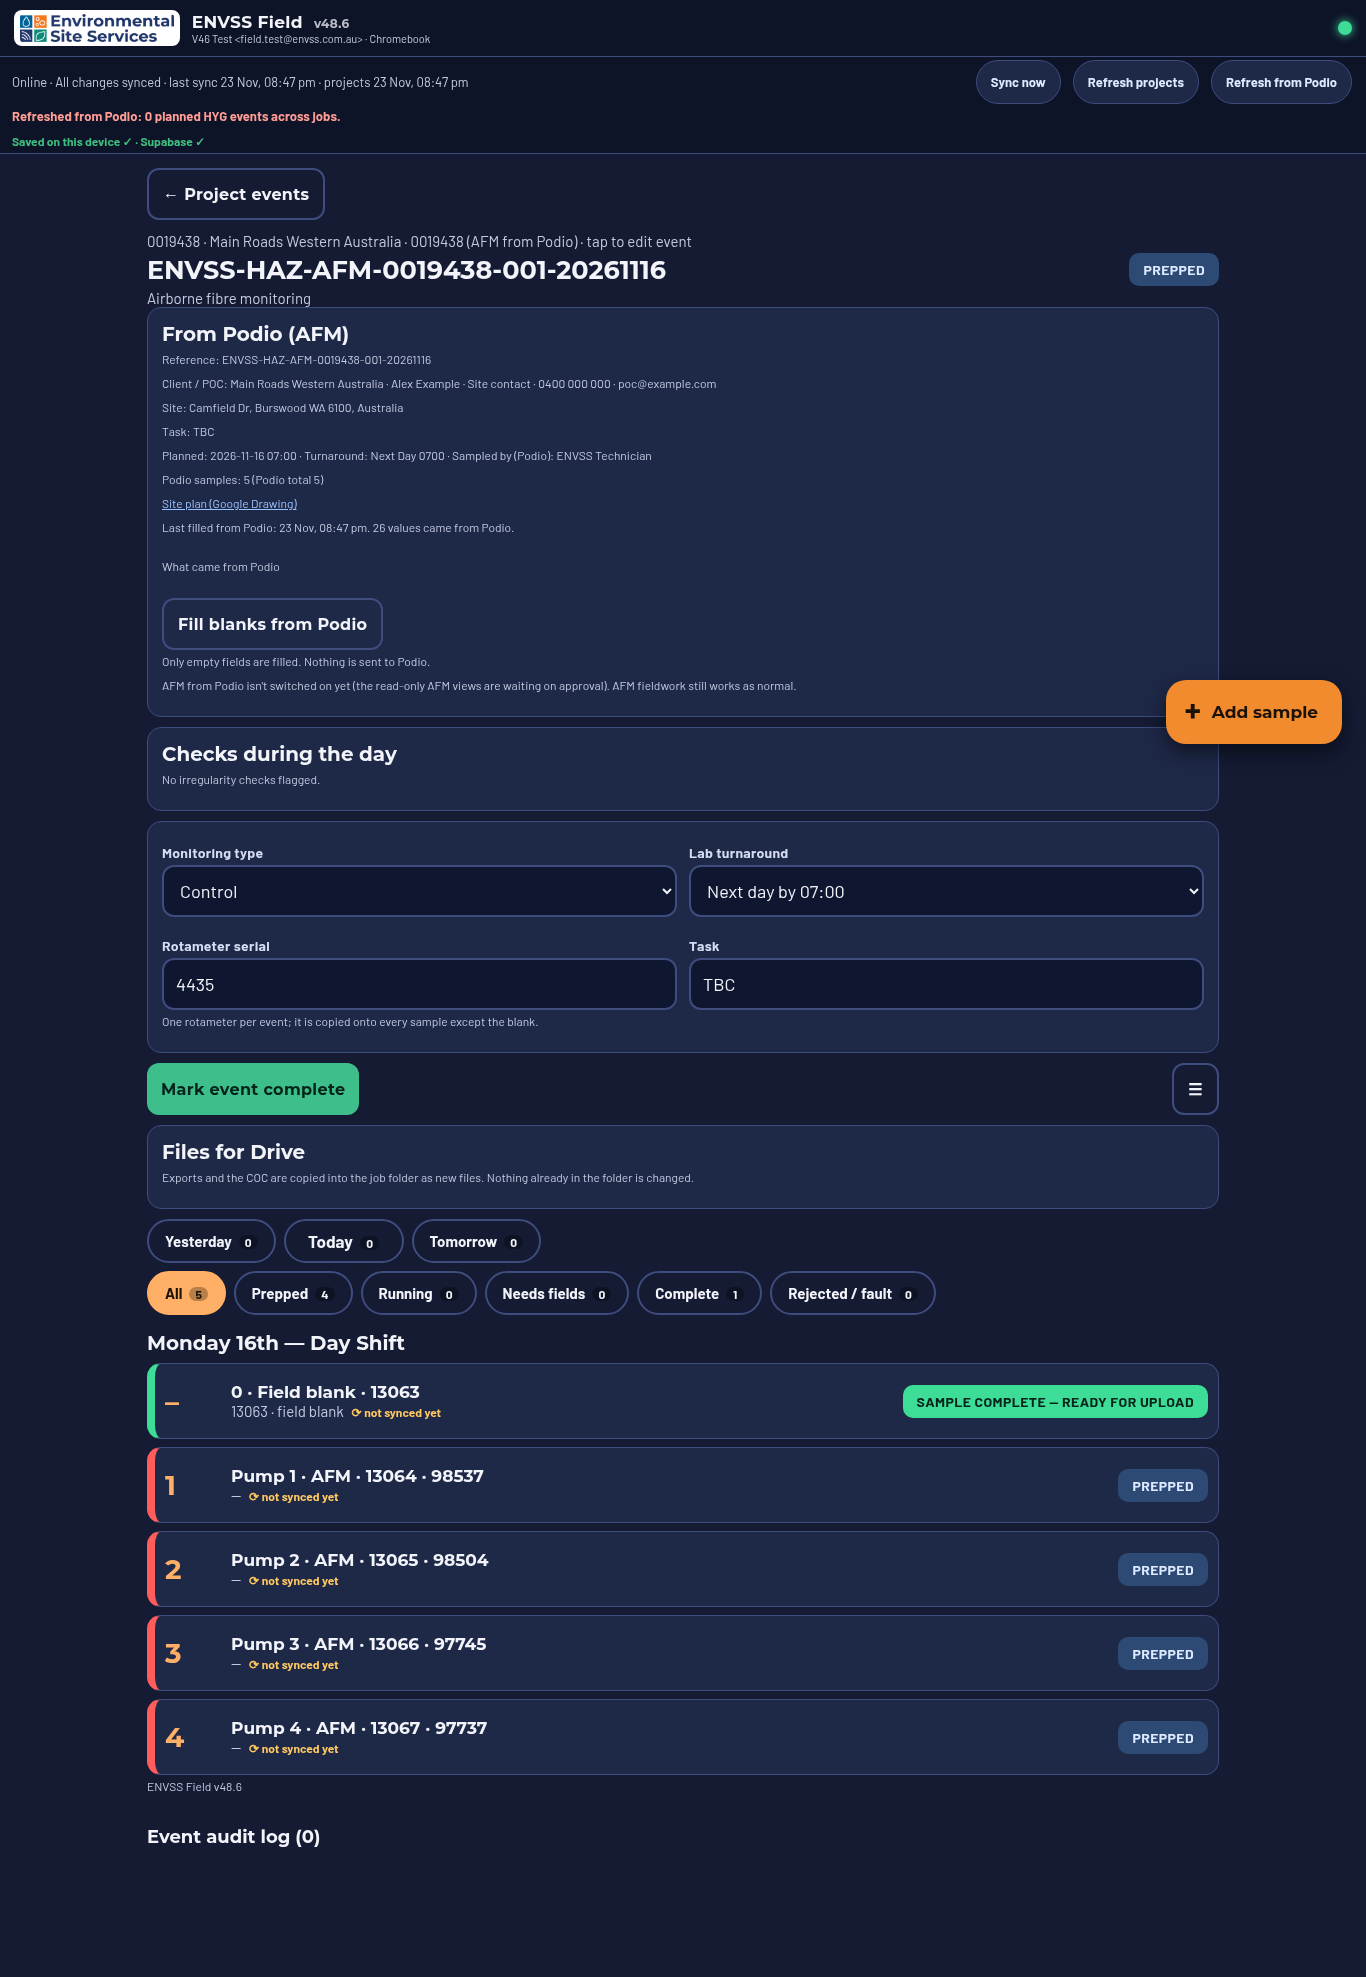 Environmental
Site Services
ENVSS Field v48.6
V46 Test <field.test@envss.com.au> · Chromebook
Online · All changes synced · last sync 23 Nov, 08:47 pm · projects 23 Nov, 08:47 pm
Sync now
Refresh projects
Refresh from Podio
Refreshed from Podio: 0 planned HYG events across jobs.
Saved on this device ✓ · Supabase ✓
← Project events
0019438 · Main Roads Western Australia · 0019438 (AFM from Podio) · tap to edit event
ENVSS-HAZ-AFM-0019438-001-20261116
PREPPED
Airborne fibre monitoring
From Podio (AFM)
Reference: ENVSS-HAZ-AFM-0019438-001-20261116
Client / POC: Main Roads Western Australia · Alex Example · Site contact · 0400 000 000 · poc@example.com
Site: Camfield Dr, Burswood WA 6100, Australia
Task: TBC
Planned: 2026-11-16 07:00 · Turnaround: Next Day 0700 · Sampled by (Podio): ENVSS Technician
Podio samples: 5 (Podio total 5)
Site plan (Google Drawing)
Last filled from Podio: 23 Nov, 08:47 pm. 26 values came from Podio.
What came from Podio
Fill blanks from Podio
Only empty fields are filled. Nothing is sent to Podio.
AFM from Podio isn't switched on yet (the read-only AFM views are waiting on approval). AFM fieldwork still works as normal.
+ Add sample
Checks during the day
No irregularity checks flagged.
Monitoring type
Lab turnaround
Control
Next day by 07:00
Rotameter serial
Task
4435
TBC
One rotameter per event; it is copied onto every sample except the blank.
Mark event complete
☰
Files for Drive
Exports and the COC are copied into the job folder as new files. Nothing already in the folder is changed.
Yesterday 0
Today 0
Tomorrow 0
All 5
Prepped 4
Running 0
Needs fields 0
Complete 1
Rejected / fault 0
Monday 16th — Day Shift
–
0 · Field blank · 13063
13063 · field blank ⟳ not synced yet
SAMPLE COMPLETE — READY FOR UPLOAD
1
Pump 1 · AFM · 13064 · 98537
— ⟳ not synced yet
PREPPED
2
Pump 2 · AFM · 13065 · 98504
— ⟳ not synced yet
PREPPED
3
Pump 3 · AFM · 13066 · 97745
— ⟳ not synced yet
PREPPED
4
Pump 4 · AFM · 13067 · 97737
— ⟳ not synced yet
PREPPED
ENVSS Field v48.6
Event audit log (0)